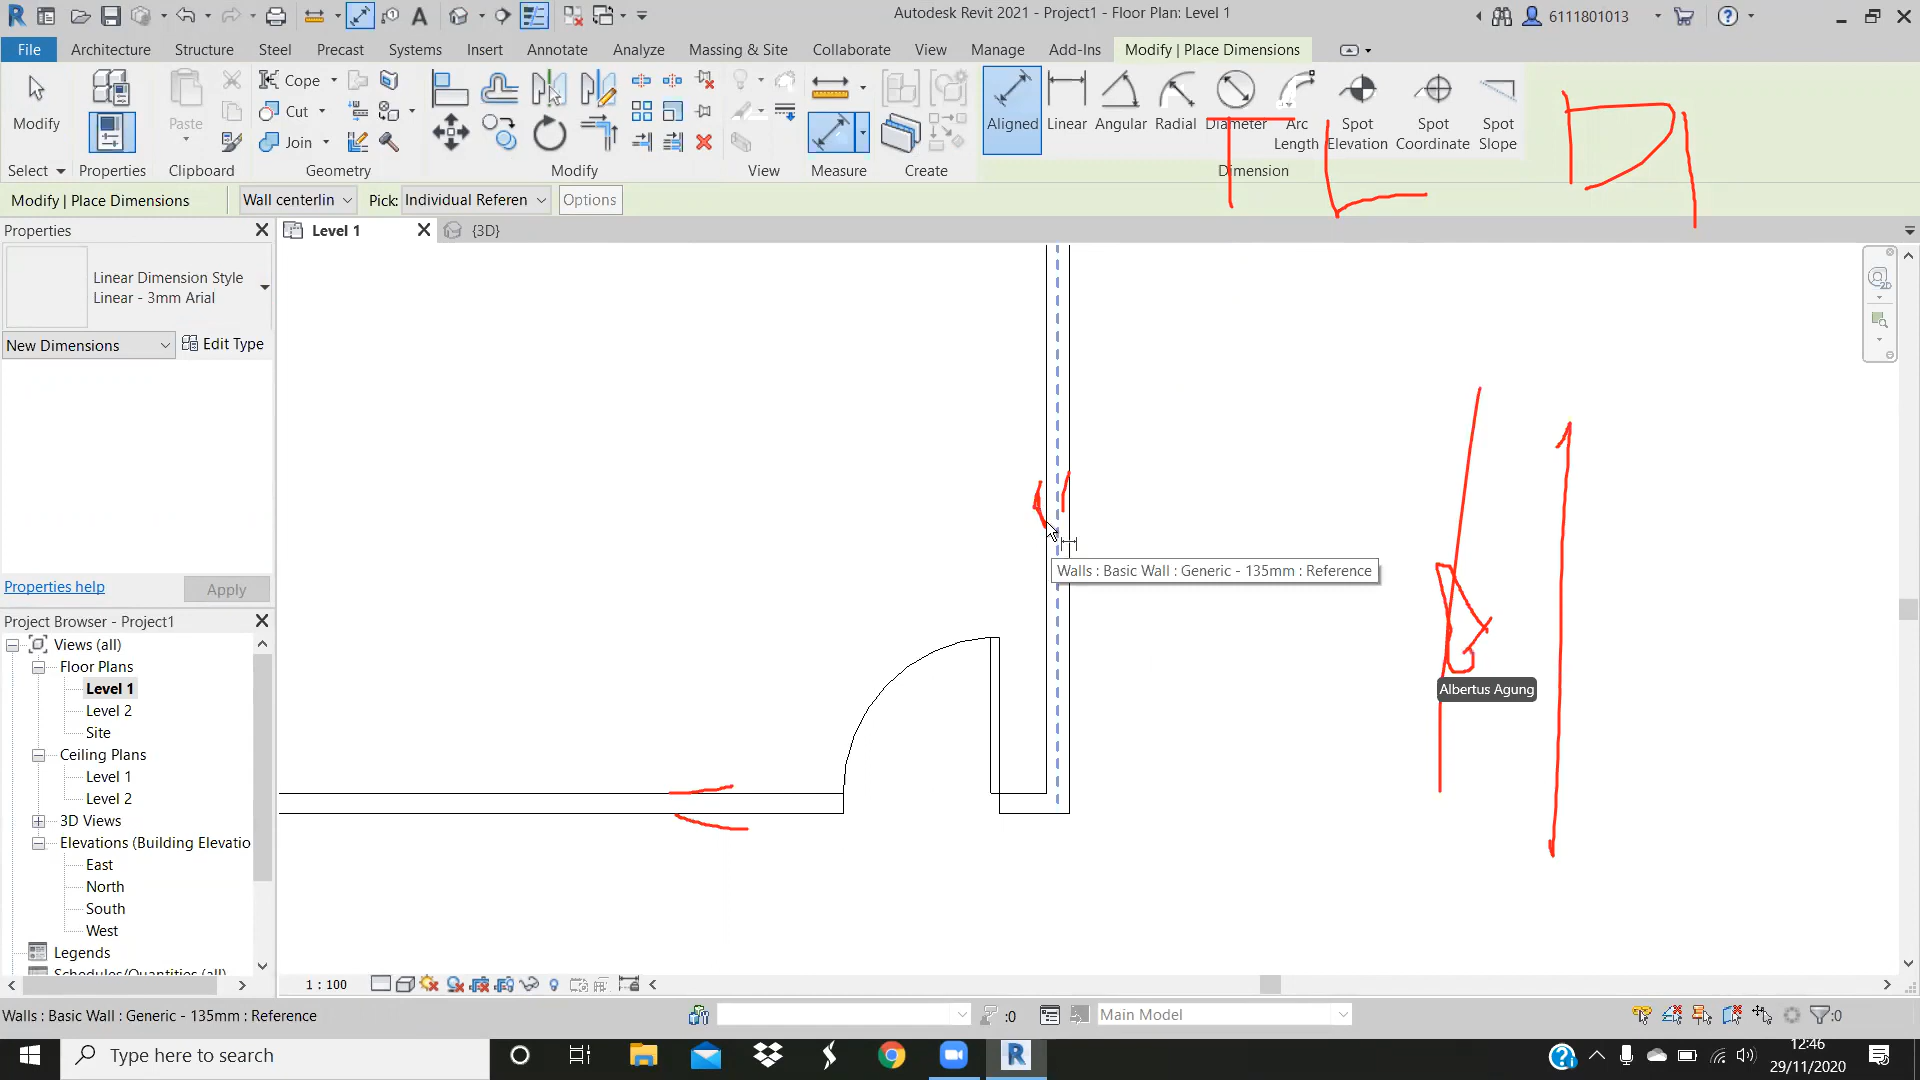 Autodesk Revit 2021 - Project1 - Floor Plan: Level 1
6111801013
File Architecture Structure Steel Precast Systems Insert Annotate Analyze Massing & Site Collaborate View Manage Add-Ins Modify | Place Dimensions
Modify Paste Cope Cut Join Aligned Linear Angular Radial Diameter Arc Length Spot Elevation Spot Coordinate Spot Slope
Select Properties Clipboard Geometry Modify View Measure Create Dimension
TL D1
Modify | Place Dimensions Wall centerlin Pick: Individual Referen Options
Properties
Level 1 {3D}
Linear Dimension Style
Linear - 3mm Arial
New Dimensions Edit Type
Properties help Apply
Walls : Basic Wall : Generic - 135mm : Reference
Albertus Agung
Project Browser - Project1
Views (all)
Floor Plans
Level 1
Level 2
Site
Ceiling Plans
Level 1
Level 2
3D Views
Elevations (Building Elevatio
East
North
South
West
Legends
Schedules/Quantities (all)
1 : 100
Walls : Basic Wall : Generic - 135mm : Reference
:0 Main Model :0
Type here to search
12:46
29/11/2020